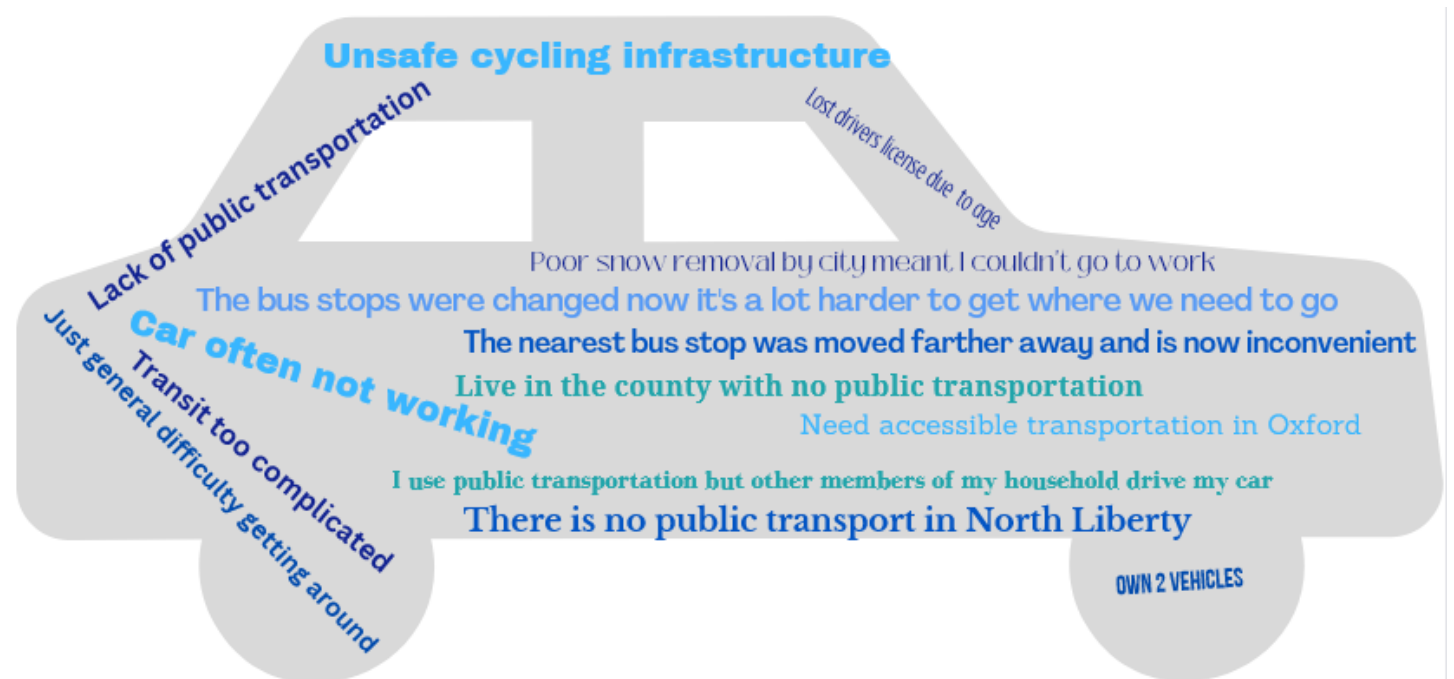 Unsafe cycling infrastructure
Lack of public transportation
Lost drivers license due to age
Poor snow removal by city meant I couldn't go to work
The bus stops were changed now it's a lot harder to get where we need to go
Car often not working
The nearest bus stop was moved farther away and is now inconvenient
Just general difficulty getting around
Transit too complicated
Live in the county with no public transportation
Need accessible transportation in Oxford
I use public transportation but other members of my household drive my car
There is no public transport in North Liberty
OWN 2 VEHICLES